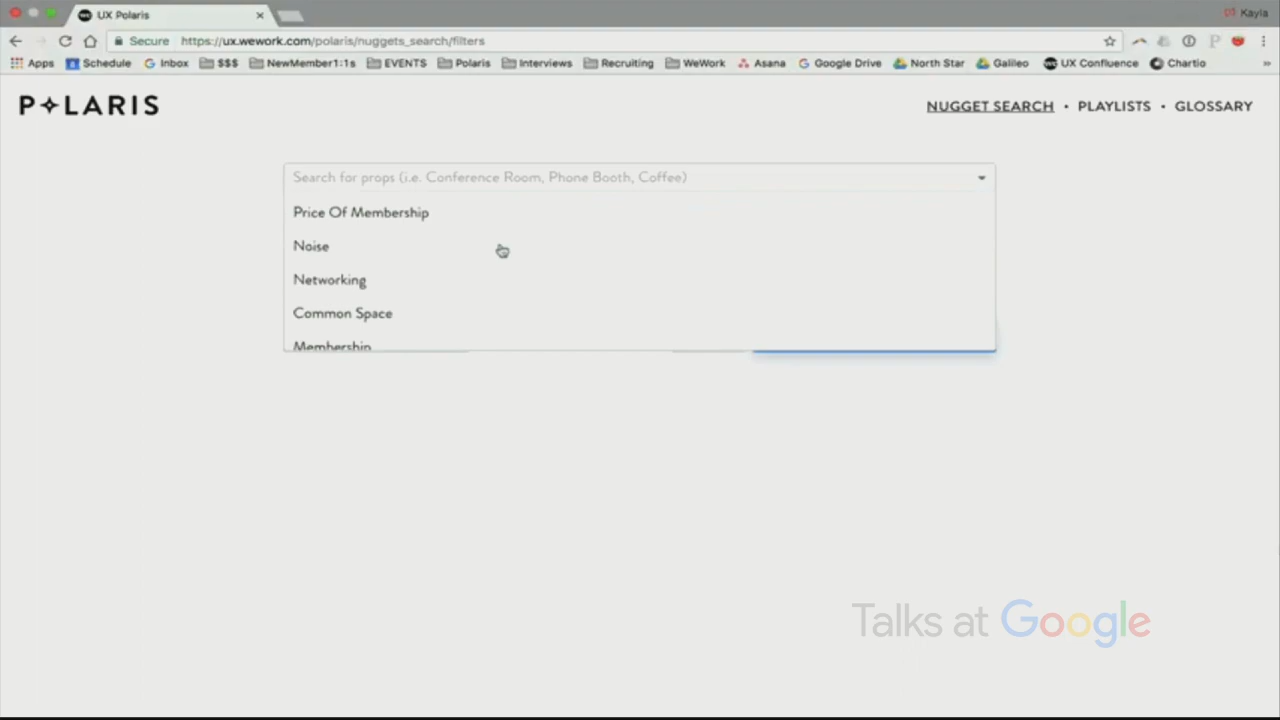 UX Polaris
Kayla
Secure https://ux.wework.com/polaris/nuggets_search/filters
Apps Schedule Inbox $$$ NewMember1:1s EVENTS Polaris Interviews Recruiting WeWork Asana Google Drive North Star Galileo UX Confluence Chartio »
POLARIS
NUGGET SEARCH • PLAYLISTS • GLOSSARY
Search for props (i.e. Conference Room, Phone Booth, Coffee)
Price Of Membership
Noise
Networking
Common Space
Membership
Talks at Google